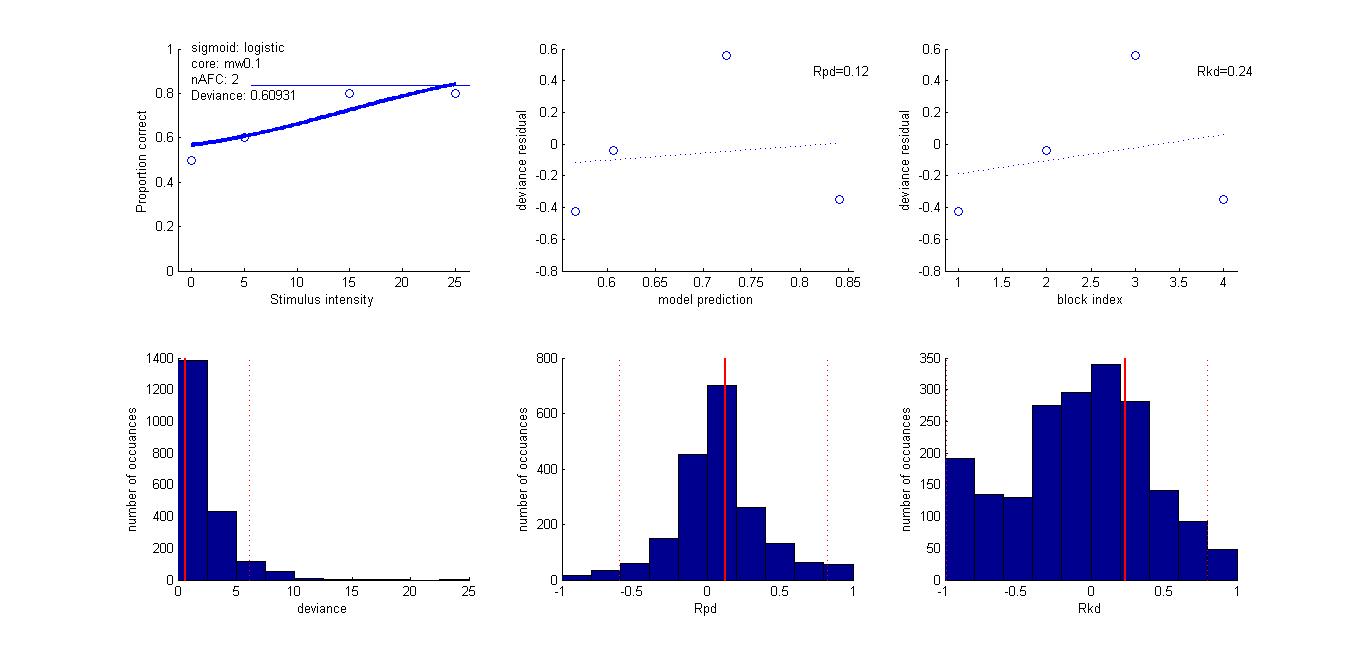 sigmoid: logistic
core: mw0.1
nAFC: 2
Deviance: 0.60931
1
0.8
0.6
0.4
0.2
0
Proportion correct
0 5 10 15 20 25
Stimulus intensity
Rpd=0.12
0.6
0.4
0.2
0
-0.2
-0.4
-0.6
-0.8
deviance residual
0.6 0.65 0.7 0.75 0.8 0.85
model prediction
Rkd=0.24
0.6
0.4
0.2
0
-0.2
-0.4
-0.6
-0.8
deviance residual
1 1.5 2 2.5 3 3.5 4
block index
1400
1200
1000
800
600
400
200
0
number of occuances
0 5 10 15 20 25
deviance
800
600
400
200
0
number of occuances
-1 -0.5 0 0.5 1
Rpd
350
300
250
200
150
100
50
0
number of occuances
-1 -0.5 0 0.5 1
Rkd